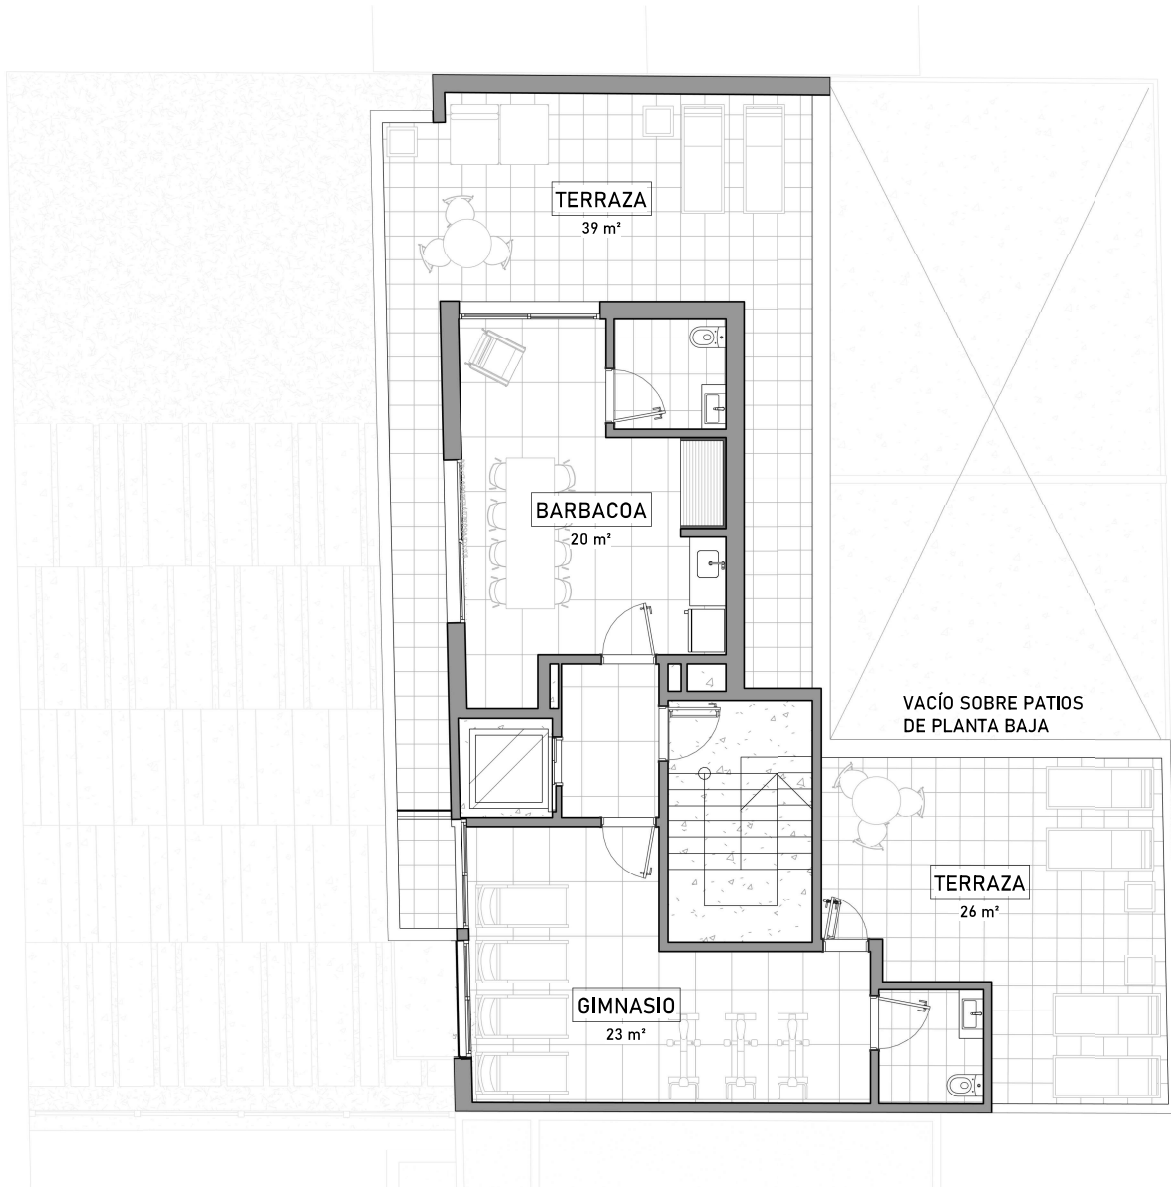 TERRAZA
39 m²
BARBACOA
20 m²
VACÍO SOBRE PATIOS
DE PLANTA BAJA
TERRAZA
26 m²
GIMNASIO
23 m²